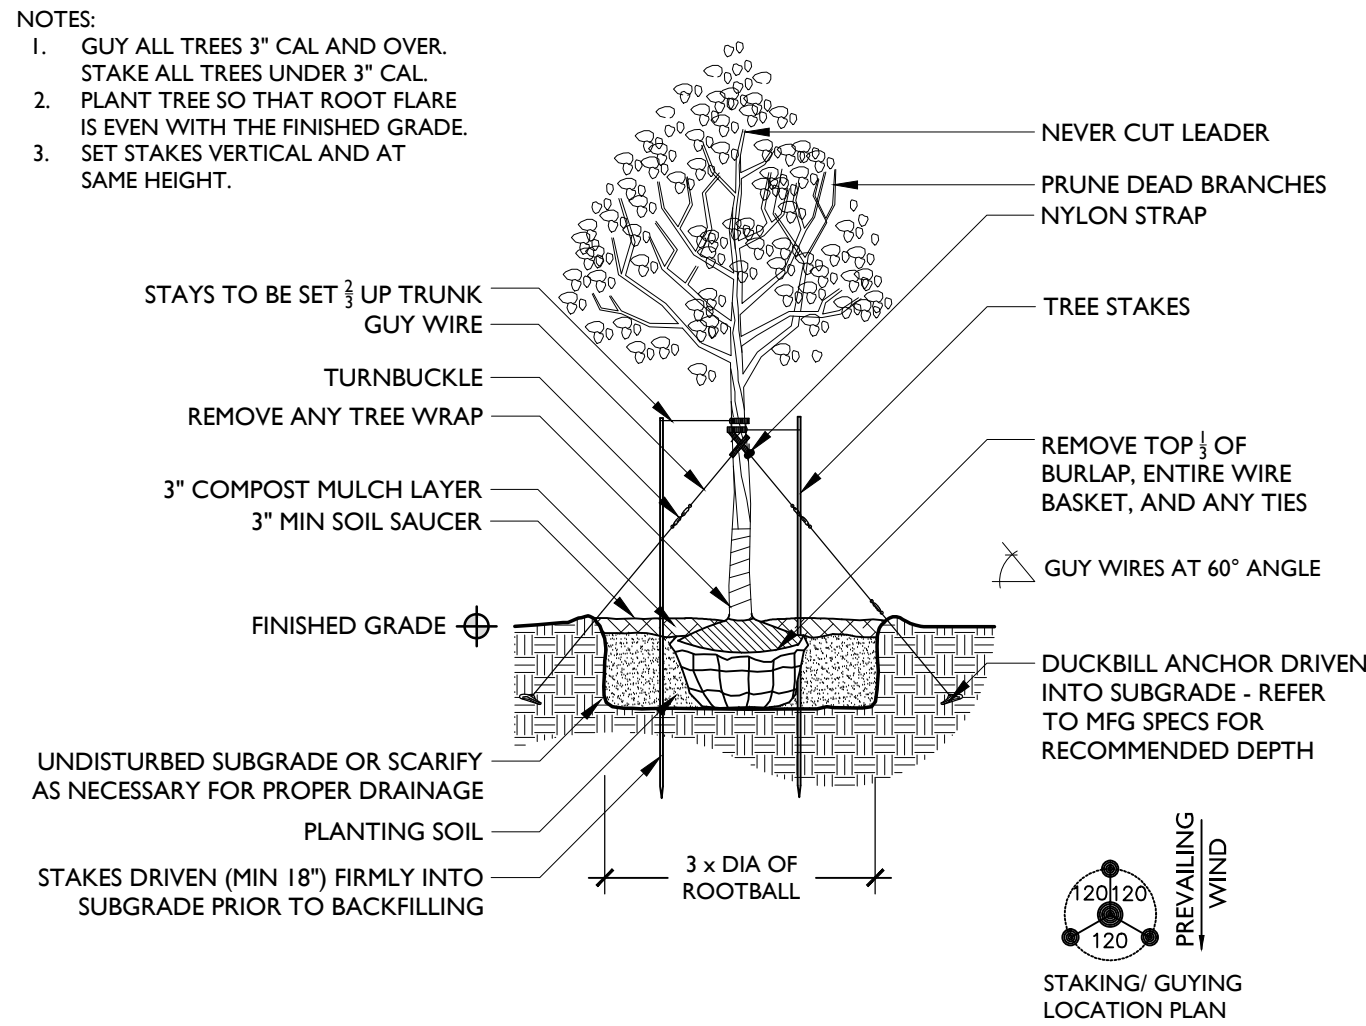 NOTES:
1. GUY ALL TREES 3" CAL AND OVER.
STAKE ALL TREES UNDER 3" CAL.
2. PLANT TREE SO THAT ROOT FLARE
IS EVEN WITH THE FINISHED GRADE.
3. SET STAKES VERTICAL AND AT
SAME HEIGHT.
STAYS TO BE SET 2/3 UP TRUNK
GUY WIRE
TURNBUCKLE
REMOVE ANY TREE WRAP
3" COMPOST MULCH LAYER
3" MIN SOIL SAUCER
FINISHED GRADE
UNDISTURBED SUBGRADE OR SCARIFY
AS NECESSARY FOR PROPER DRAINAGE
PLANTING SOIL
STAKES DRIVEN (MIN 18") FIRMLY INTO
SUBGRADE PRIOR TO BACKFILLING
3 x DIA OF
ROOTBALL
NEVER CUT LEADER
PRUNE DEAD BRANCHES
NYLON STRAP
TREE STAKES
REMOVE TOP 1/3 OF
BURLAP, ENTIRE WIRE
BASKET, AND ANY TIES
GUY WIRES AT 60° ANGLE
DUCKBILL ANCHOR DRIVEN
INTO SUBGRADE - REFER
TO MFG SPECS FOR
RECOMMENDED DEPTH
120 120
120
PREVAILING
WIND
STAKING/ GUYING
LOCATION PLAN